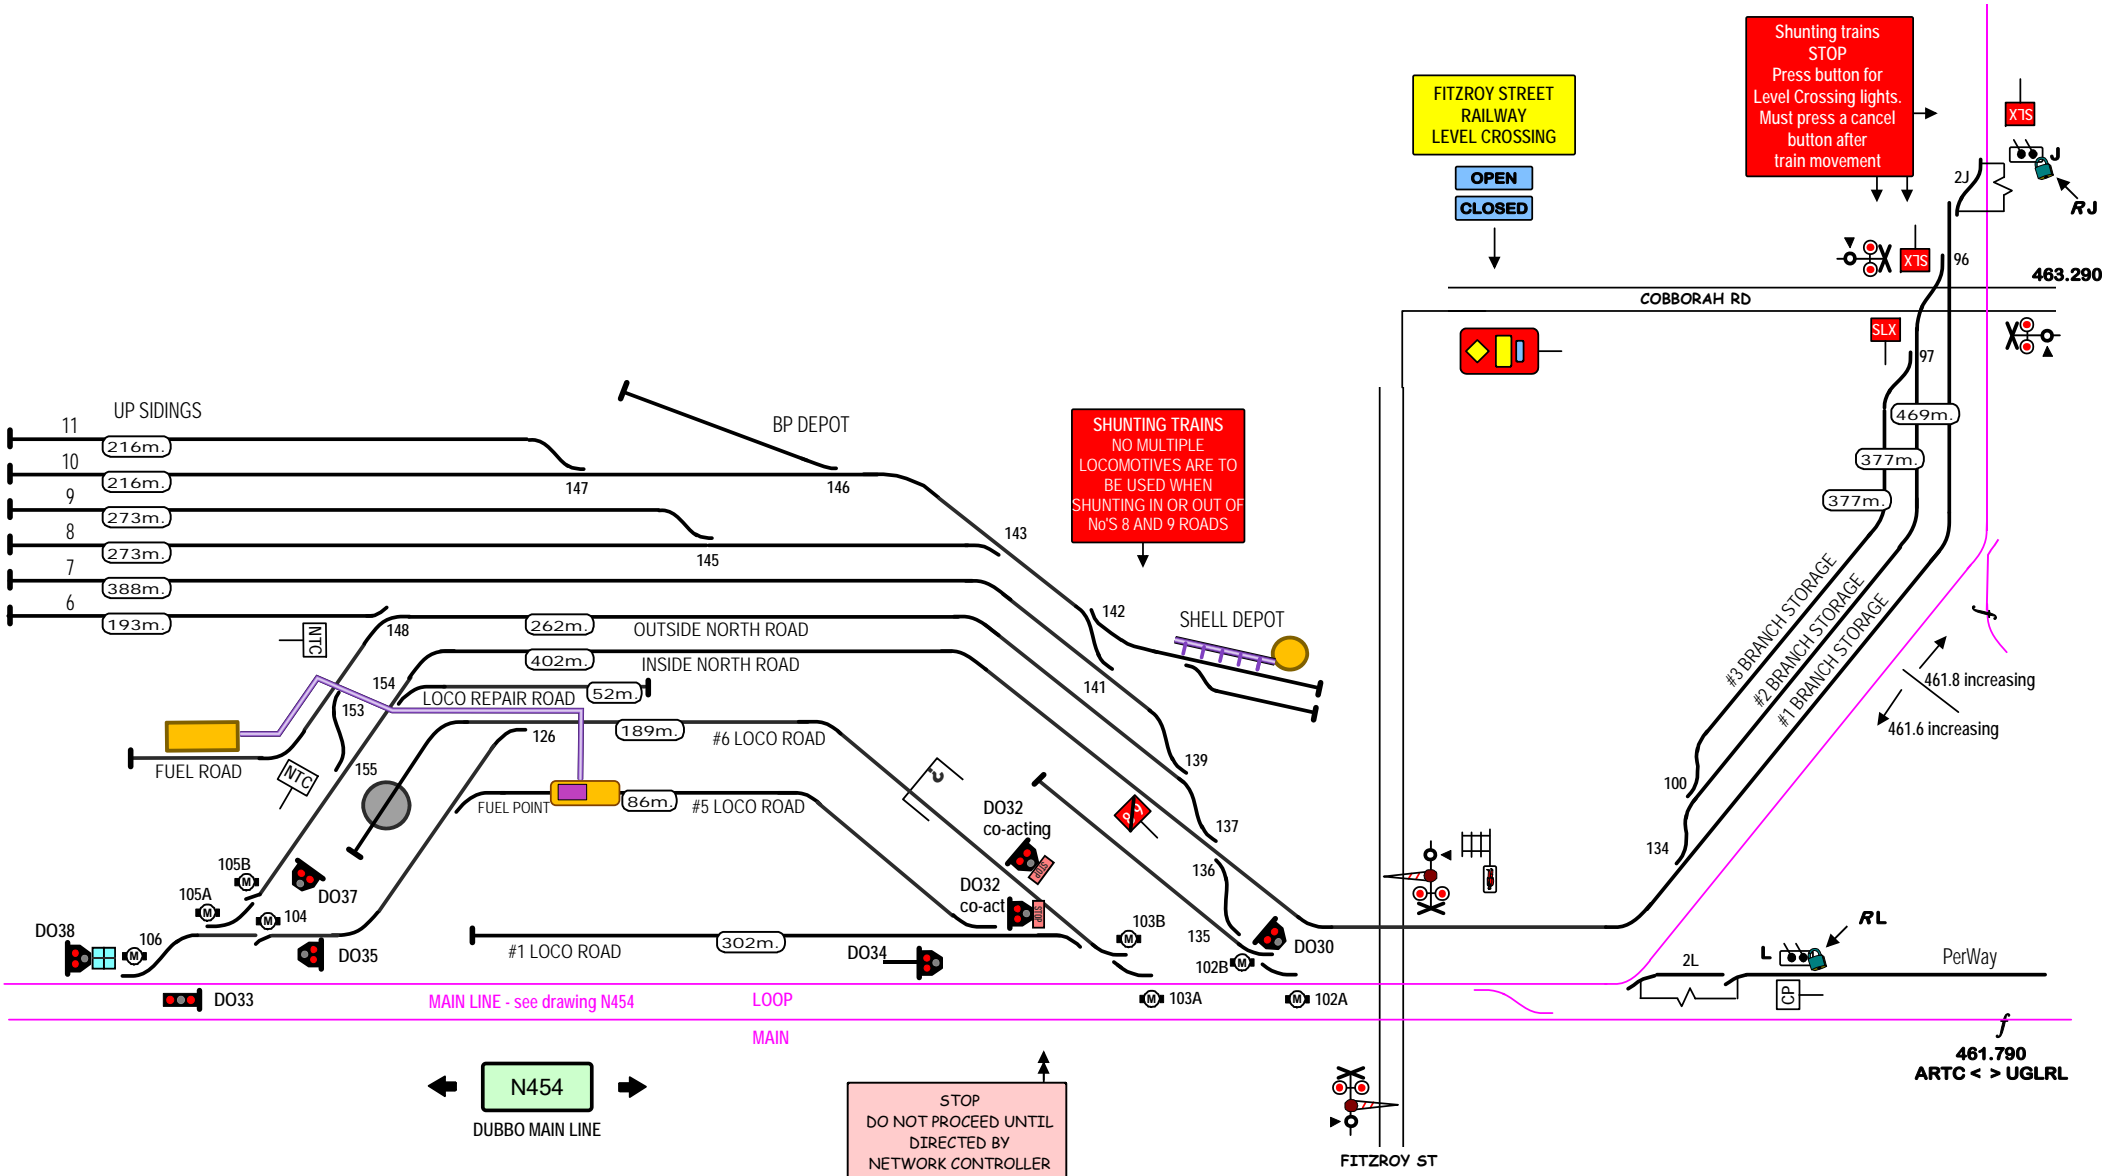 Shunting trains
STOP
Press button for
Level Crossing lights.
Must press a cancel
button after
train movement
SLX
J
2J
RJ
FITZROY STREET
RAILWAY
LEVEL CROSSING
OPEN
CLOSED
SLX
96
463.290
COBBORAH RD
SLX
97
469m.
377m.
377m.
UP SIDINGS
BP DEPOT
11
216m.
10
216m.
147
146
9
273m.
8
273m.
145
143
7
388m.
6
193m.
SHUNTING TRAINS
NO MULTIPLE
LOCOMOTIVES ARE TO
BE USED WHEN
SHUNTING IN OR OUT OF
No'S 8 AND 9 ROADS
142
SHELL DEPOT
NTC
148
262m.
OUTSIDE NORTH ROAD
402m.
INSIDE NORTH ROAD
154
LOCO REPAIR ROAD
52m.
141
153
126
189m.
#6 LOCO ROAD
FUEL ROAD
NTC
155
FUEL POINT
86m.
#5 LOCO ROAD
139
137
136
DO32
co-acting
STOP
DO32
co-act
STOP
#3 BRANCH STORAGE
#2 BRANCH STORAGE
#1 BRANCH STORAGE
461.8 increasing
461.6 increasing
100
134
105B
M
105A
M
DO37
104
M
DO38
106
M
DO35
#1 LOCO ROAD
302m.
DO34
103B
M
135
102B
M
DO30
RL
L
2L
PerWay
CP
DO33
MAIN LINE - see drawing N454
LOOP
M
103A
M
102A
MAIN
461.790
ARTC < > UGLRL
N454
DUBBO MAIN LINE
STOP
DO NOT PROCEED UNTIL
DIRECTED BY
NETWORK CONTROLLER
FITZROY ST